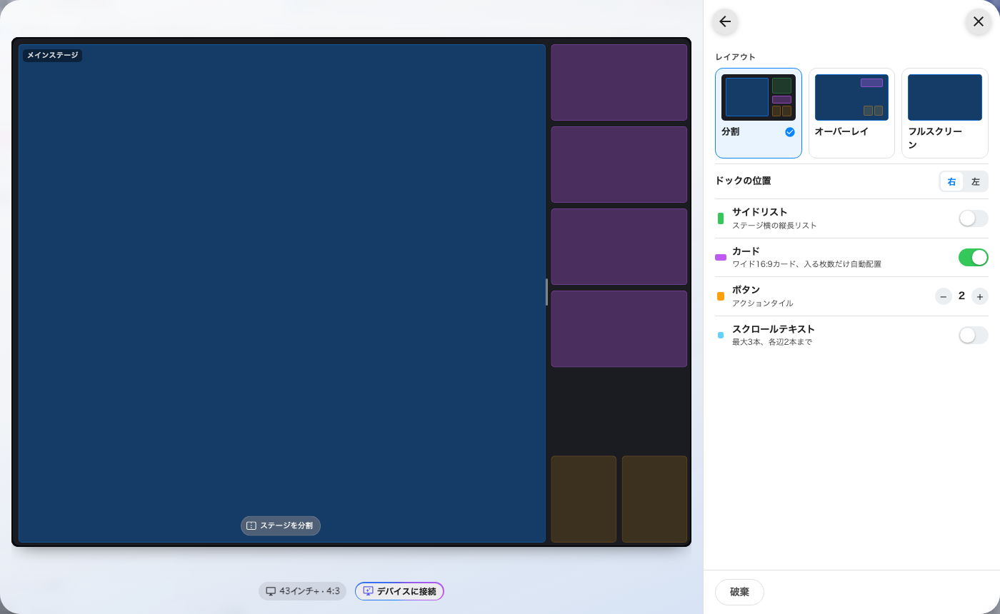 メインステージ
ステージを分割
43インチ+ · 4:3
デバイスに接続
レイアウト
分割
オーバーレイ
フルスクリー
ン
ドックの位置
右
左
サイドリスト
ステージ横の縦長リスト
カード
ワイド16:9カード、入る枚数だけ自動配置
ボタン
アクションタイル
2
スクロールテキスト
最大3本、各辺2本まで
破棄